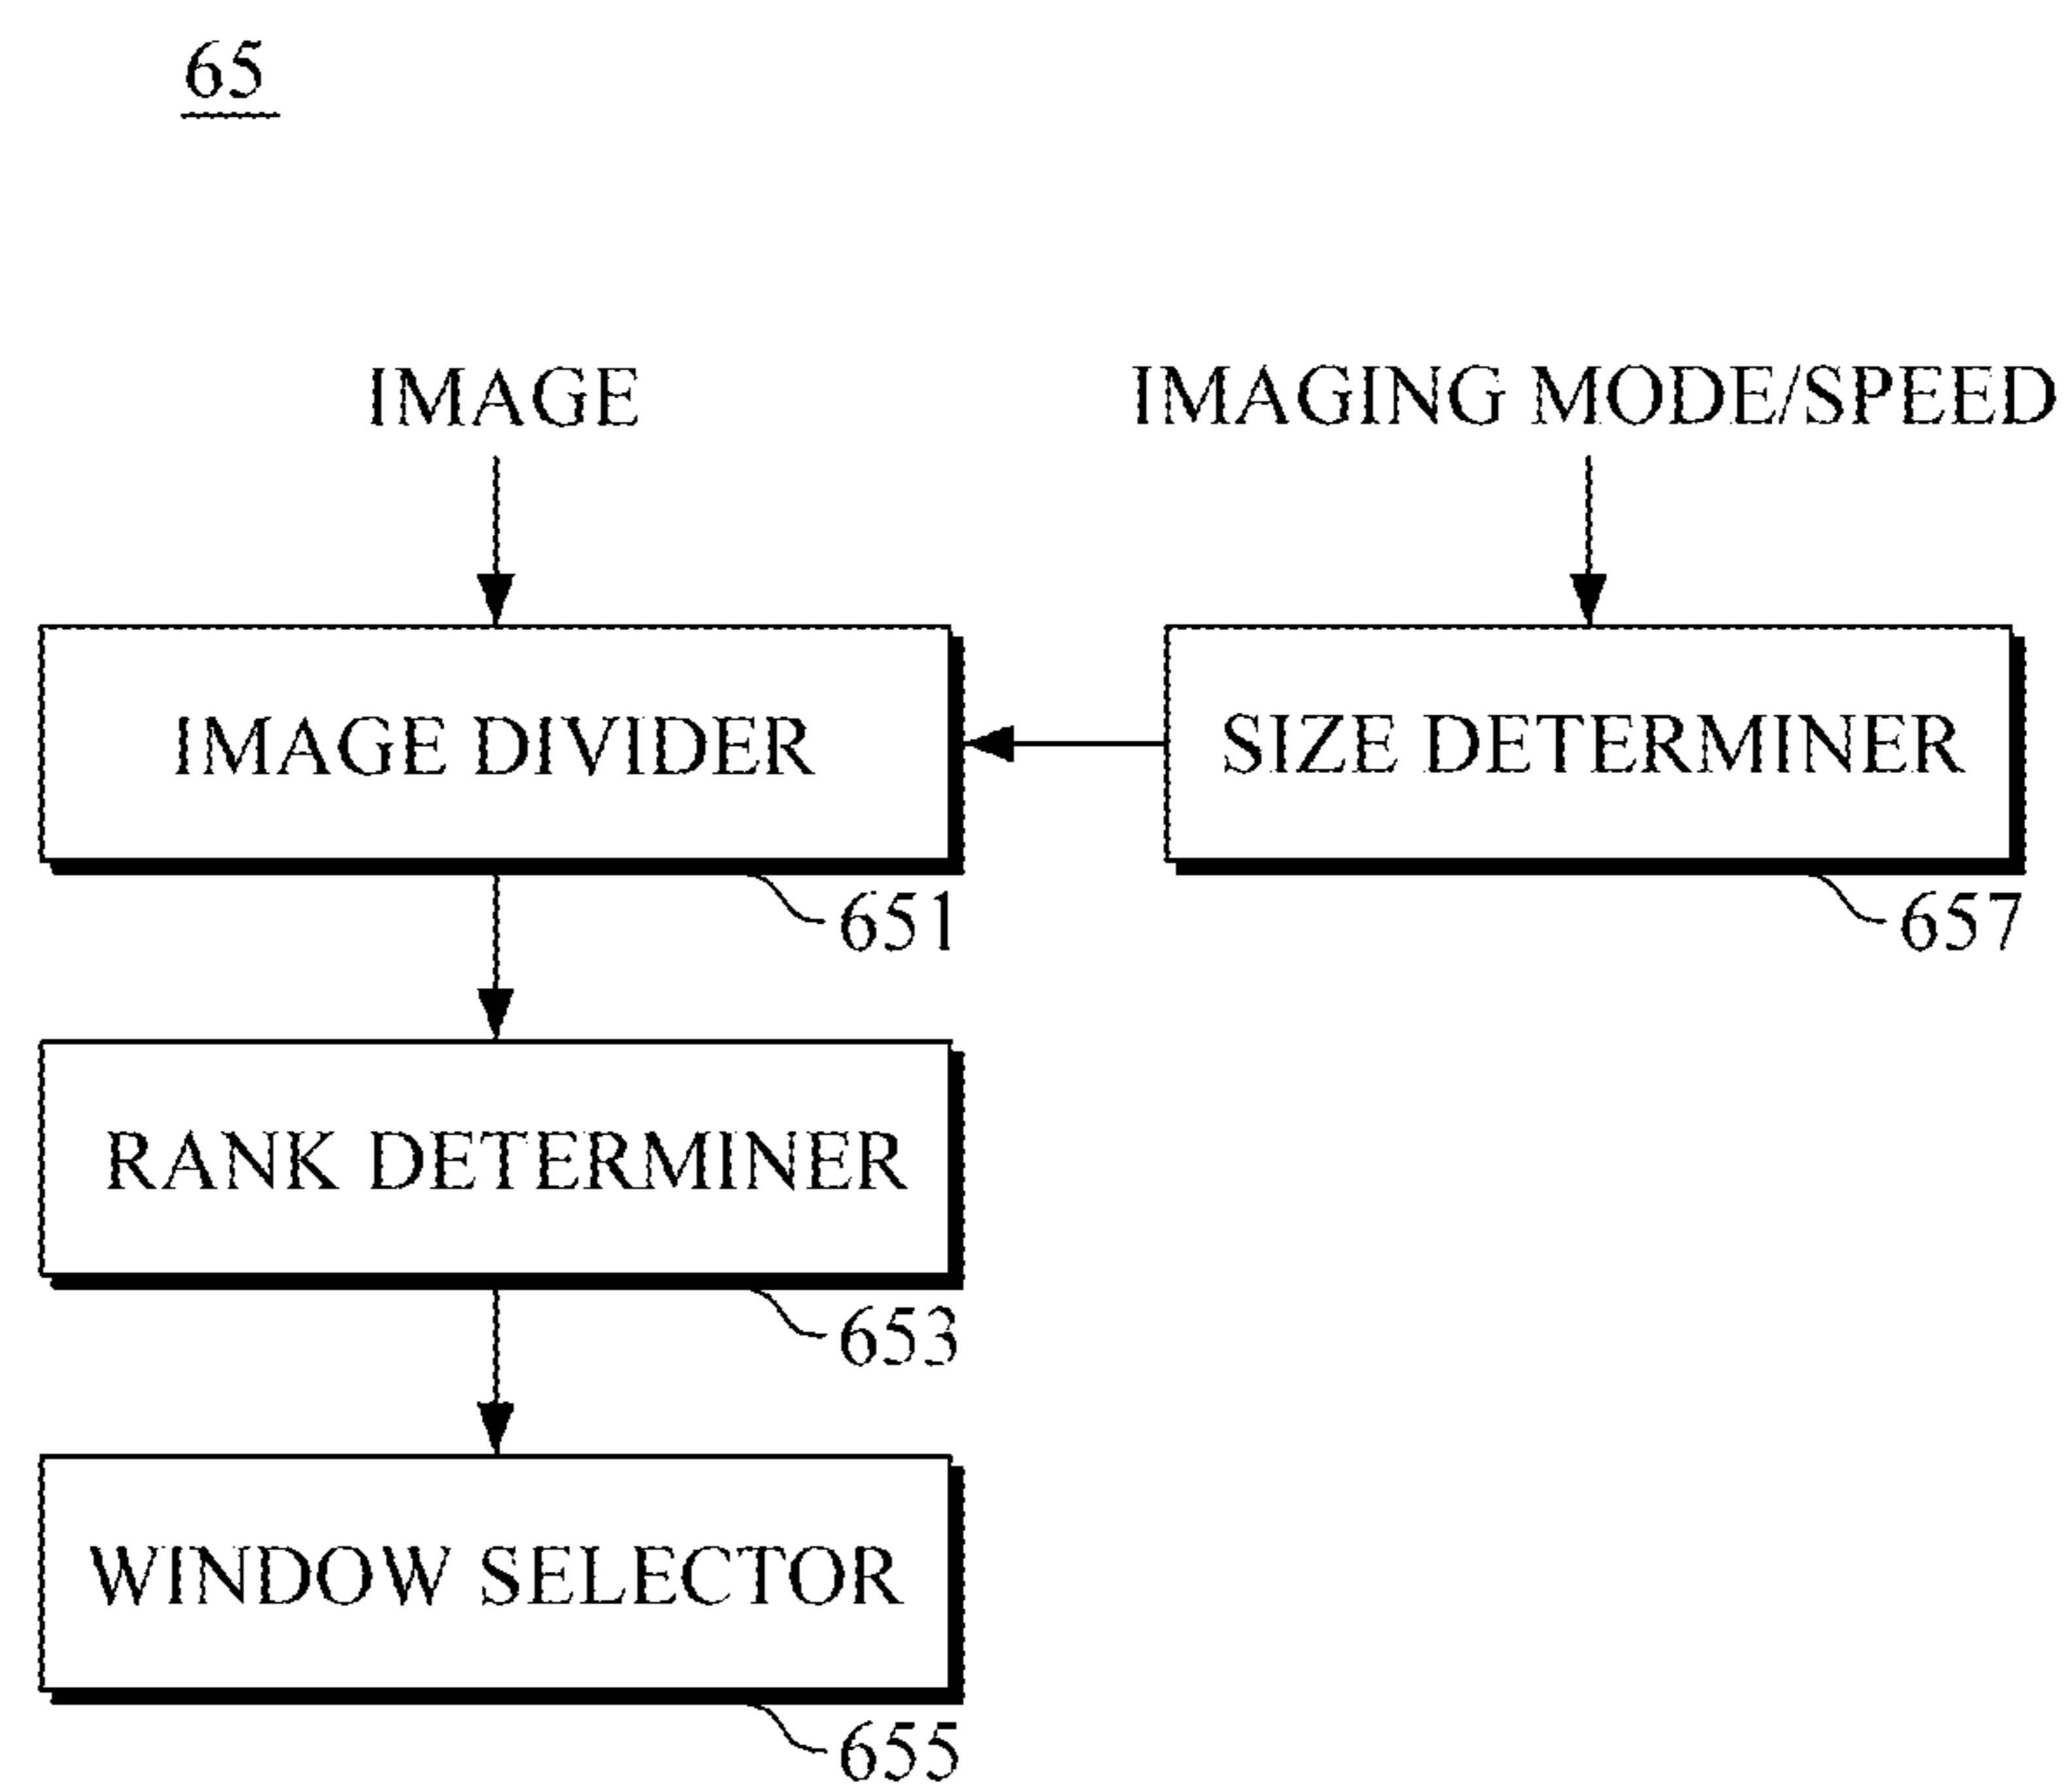 65
IMAGE
IMAGING MODE/SPEED
IMAGE DIVIDER
SIZE DETERMINER
651
657
RANK DETERMINER
653
WINDOW SELECTOR
655